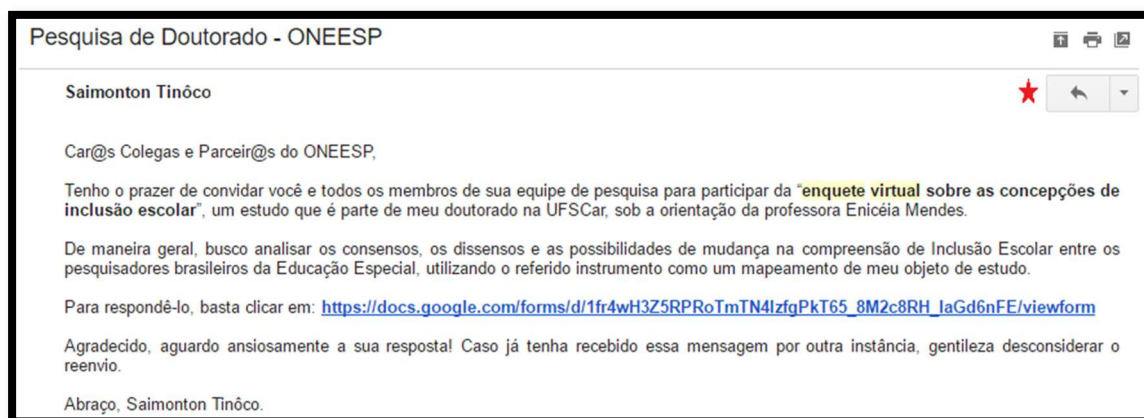 Pesquisa de Doutorado - ONEESP
Saimonton Tinôco
Car@s Colegas e Parceir@s do ONEESP,
Tenho o prazer de convidar você e todos os membros de sua equipe de pesquisa para participar da “enquete virtual sobre as concepções de
inclusão escolar”, um estudo que é parte de meu doutorado na UFSCar, sob a orientação da professora Enicéia Mendes.
De maneira geral, busco analisar os consensos, os dissensos e as possibilidades de mudança na compreensão de Inclusão Escolar entre os
pesquisadores brasileiros da Educação Especial, utilizando o referido instrumento como um mapeamento de meu objeto de estudo.
Para respondê-lo, basta clicar em: https://docs.google.com/forms/d/1fr4wH3Z5RPRoTmTN4IzfgPkT65_8M2c8RH_IaGd6nFE/viewform
Agradecido, aguardo ansiosamente a sua resposta! Caso já tenha recebido essa mensagem por outra instância, gentileza desconsiderar o
reenvio.
Abraço, Saimonton Tinôco.